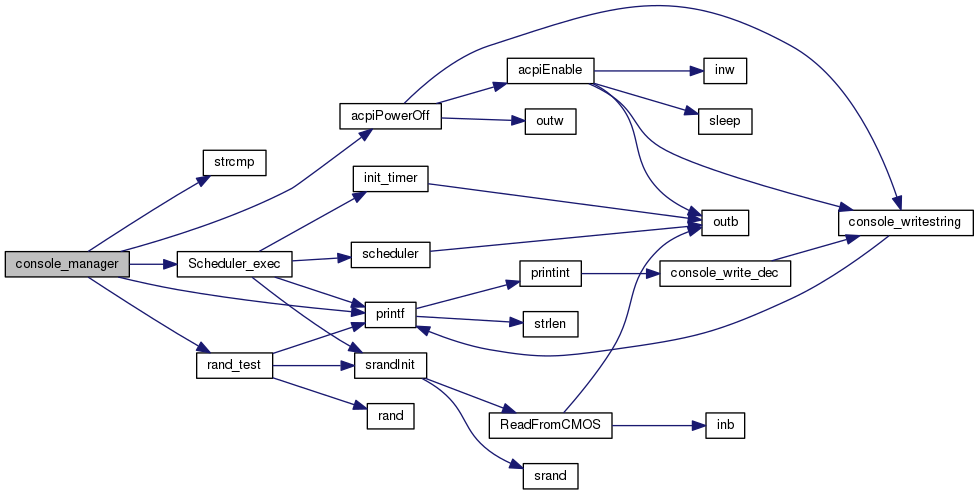 acpiEnable
inw
acpiPowerOff
outw
sleep
strcmp
init_timer
outb
console_writestring
console_manager
Scheduler_exec
scheduler
printint
console_write_dec
printf
strlen
rand_test
srandInit
rand
ReadFromCMOS
inb
srand